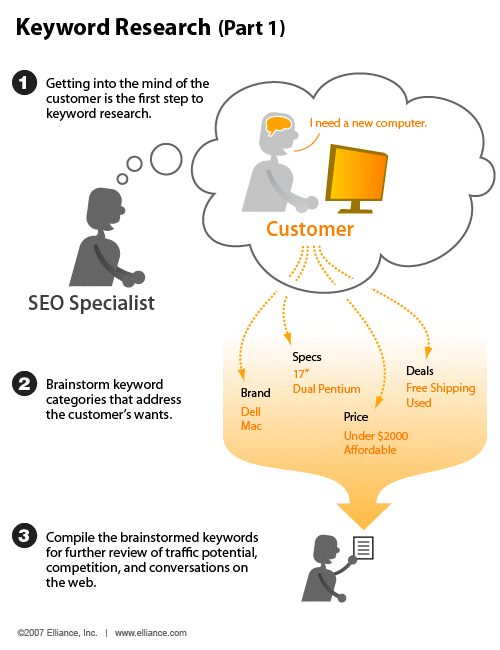 Keyword Research (Part 1)
1
Getting into the mind of the
customer is the first step to
keyword research.
I need a new computer.
Customer
SEO Specialist
2
Brainstorm keyword
categories that address
the customer's wants.
Brand
Dell
Mac
Specs
17"
Dual Pentium
Price
Under $2000
Affordable
Deals
Free Shipping
Used
3
Compile the brainstormed keywords
for further review of traffic potential,
competition, and conversations on
the web.
©2007 Elliance, Inc. | www.elliance.com